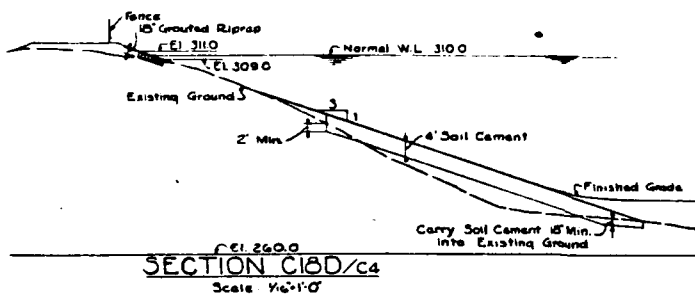 Fence
18" Grouted Riprap
El. 311.0
Normal W.L. 310.0
El. 309.0
Existing Ground
3
1
2' Min.
4' Soil Cement
Finished Grade
Carry Soil Cement 18" Min.
into Existing Ground
El. 260.0
SECTION C18D/C4
Scale: 1/16"=1'-0"